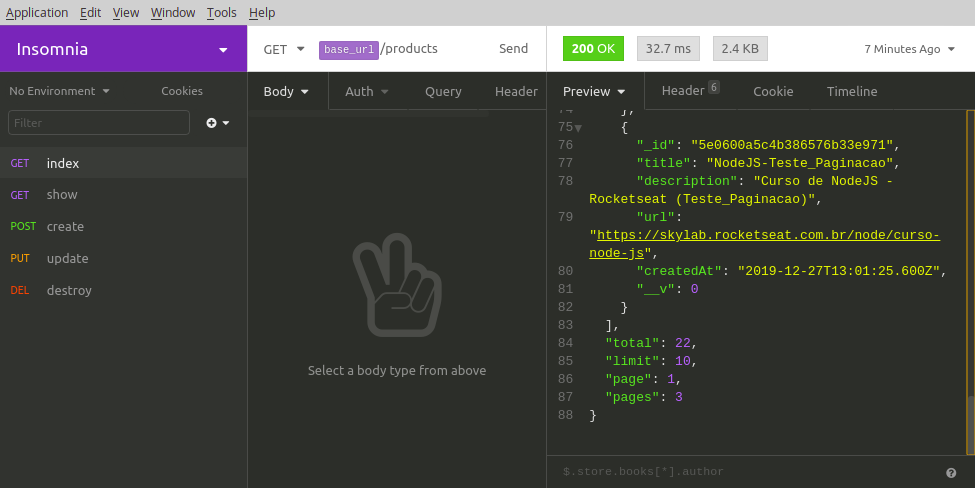 Application Edit View Window Tools Help
Insomnia
GET base_url/products Send
200 OK 32.7 ms 2.4 KB 7 Minutes Ago
No Environment Cookies
Body Auth Query Header
Preview Header 6 Cookie Timeline
Filter
GET index
GET show
POST create
PUT update
DEL destroy
Select a body type from above
74 },
75 {
76 "_id": "5e0600a5c4b386576b33e971",
77 "title": "NodeJS-Teste_Paginacao",
78 "description": "Curso de NodeJS -
Rocketseat (Teste_Paginacao)",
79 "url":
"https://skylab.rocketseat.com.br/node/curso-
node-js",
80 "createdAt": "2019-12-27T13:01:25.600Z",
81 "__v": 0
82 }
83 ],
84 "total": 22,
85 "limit": 10,
86 "page": 1,
87 "pages": 3
88 }
$.store.books[*].author
?